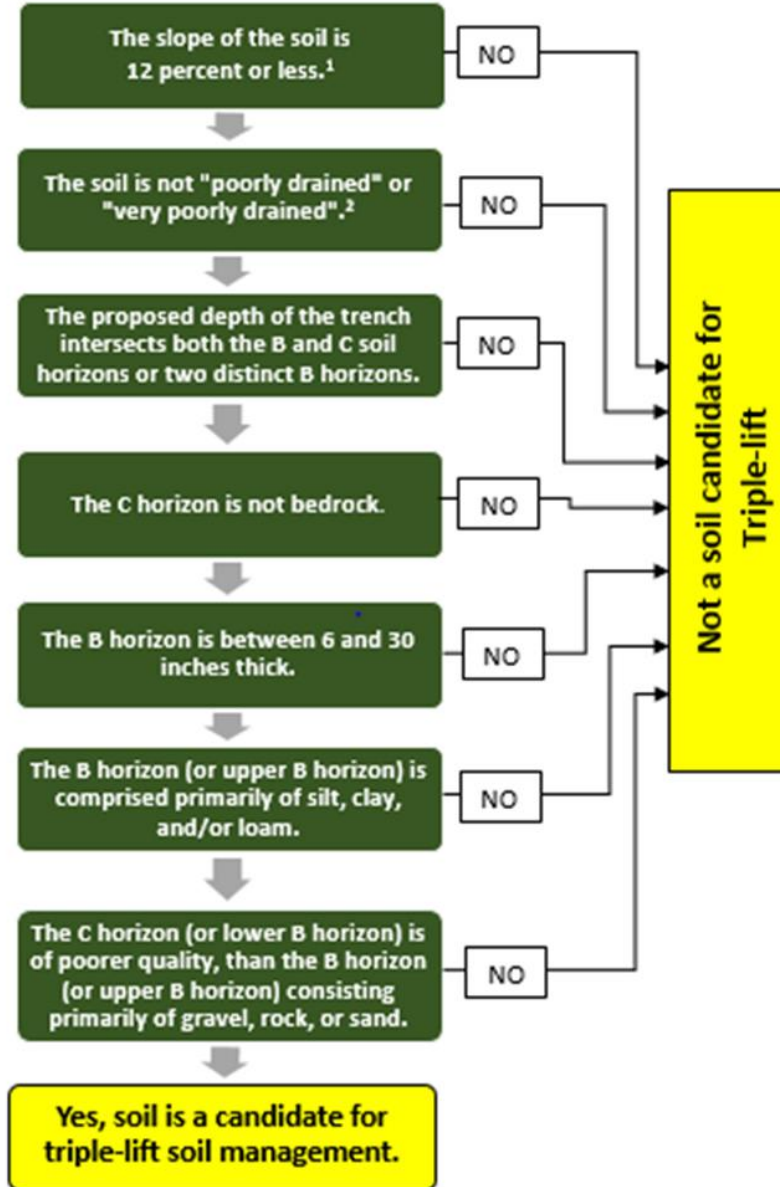 The slope of the soil is
12 percent or less.¹
NO
The soil is not "poorly drained" or
"very poorly drained".²
NO
The proposed depth of the trench
intersects both the B and C soil
horizons or two distinct B horizons.
NO
The C horizon is not bedrock.
NO
The B horizon is between 6 and 30
inches thick.
NO
The B horizon (or upper B horizon) is
comprised primarily of silt, clay,
and/or loam.
NO
The C horizon (or lower B horizon) is
of poorer quality, than the B horizon
(or upper B horizon) consisting
primarily of gravel, rock, or sand.
NO
Yes, soil is a candidate for
triple-lift soil management.
Not a soil candidate for
Triple-lift